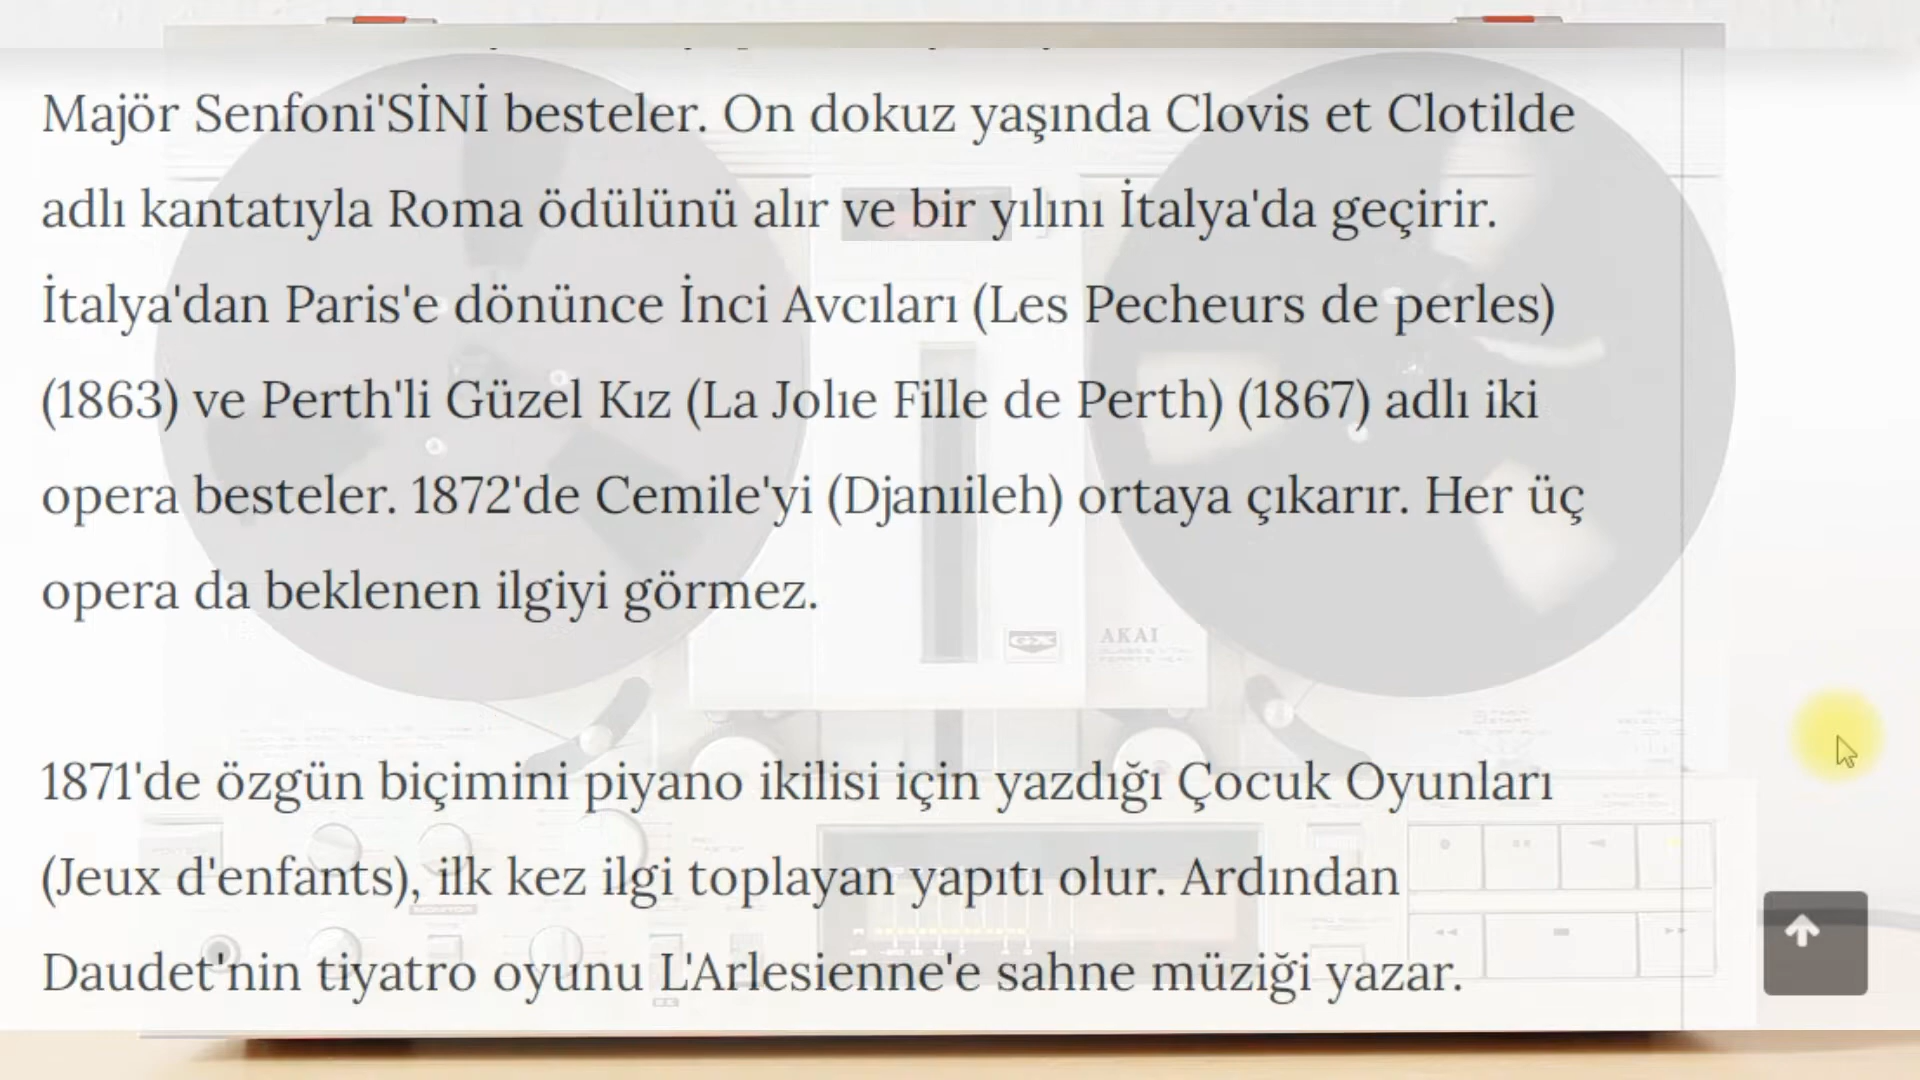 Majör Senfoni'SİNİ besteler. On dokuz yaşında Clovis et Clotilde
adlı kantatıyla Roma ödülünü alır ve bir yılını İtalya'da geçirir.
İtalya'dan Paris'e dönünce İnci Avcıları (Les Pecheurs de perles)
(1863) ve Perth'li Güzel Kız (La Jolıe Fille de Perth) (1867) adlı iki
opera besteler. 1872'de Cemile'yi (Djanıileh) ortaya çıkarır. Her üç
opera da beklenen ilgiyi görmez.
GX AKAI
1871'de özgün biçimini piyano ikilisi için yazdığı Çocuk Oyunları
(Jeux d'enfants), ilk kez ilgi toplayan yapıtı olur. Ardından
MONITOR
Daudet'nin tiyatro oyunu L'Arlesienne'e sahne müziği yazar.